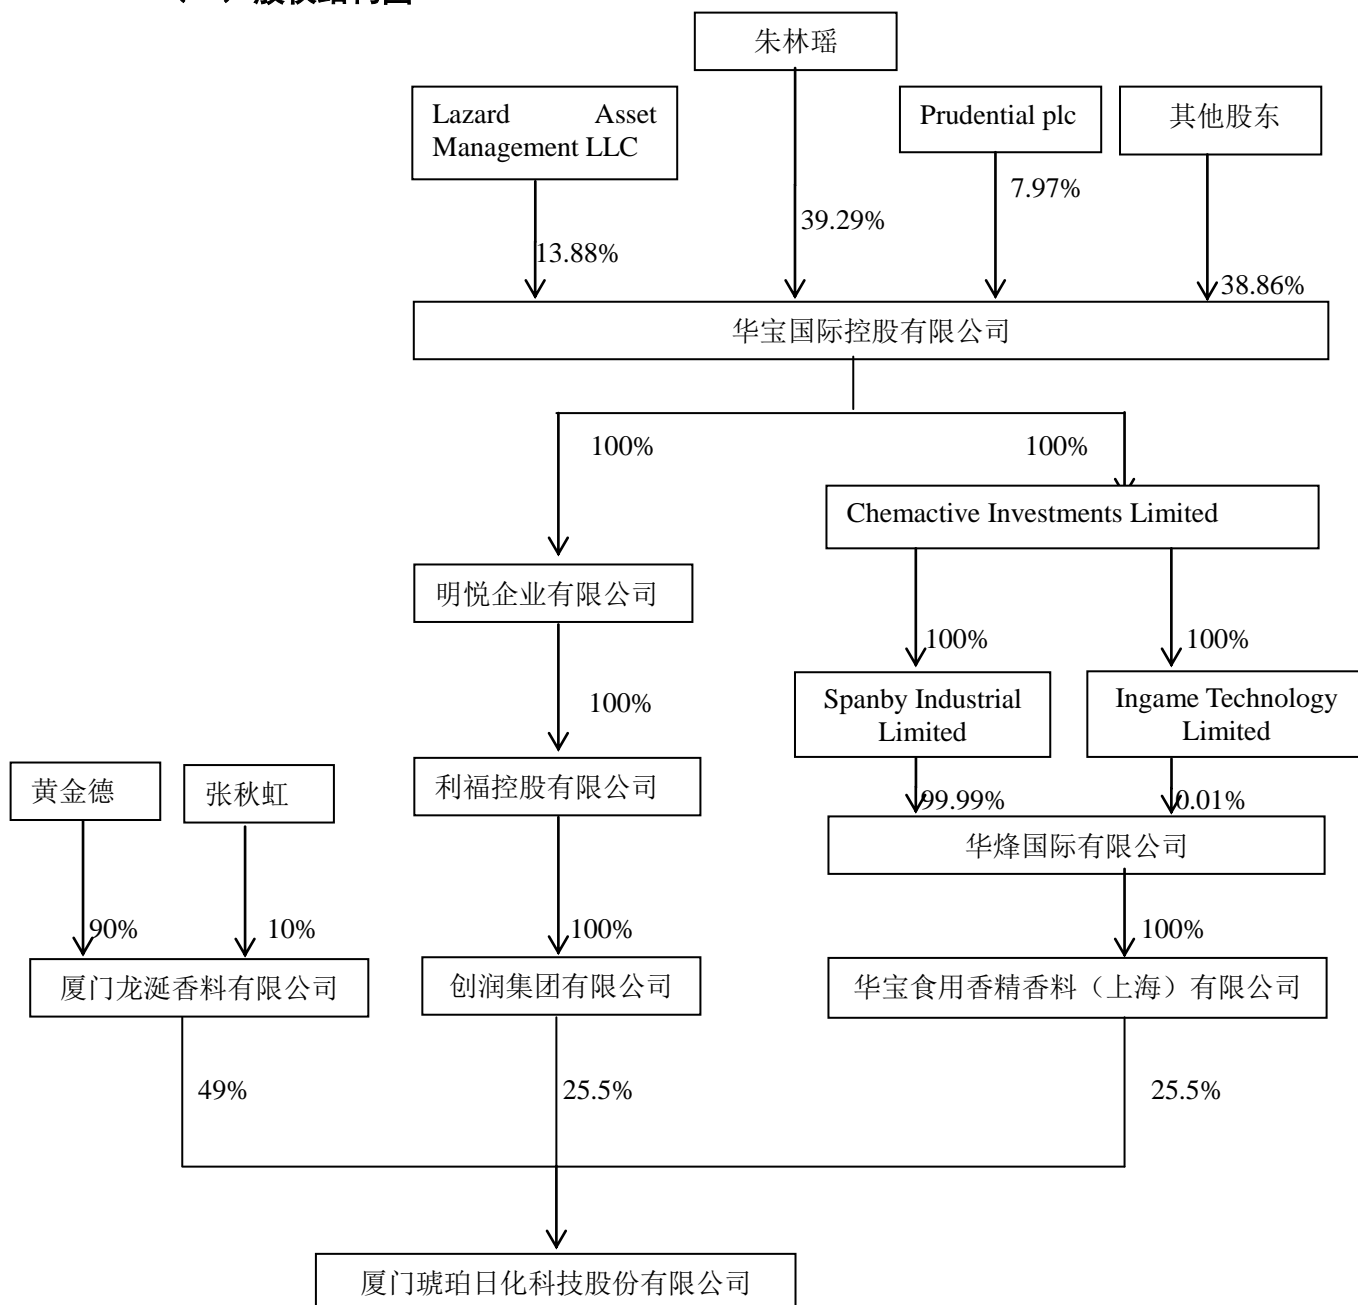 朱林瑶
Lazard Asset
Management LLC
Prudential plc
其他股东
7.97%
39.29%
13.88%
38.86%
华宝国际控股有限公司
100%
100%
Chemactive Investments Limited
明悦企业有限公司
100%
100%
Spanby Industrial
Limited
Ingame Technology
Limited
100%
黄金德
张秋虹
利福控股有限公司
99.99%
0.01%
华烽国际有限公司
90%
10%
100%
100%
厦门龙涎香料有限公司
创润集团有限公司
华宝食用香精香料（上海）有限公司
49%
25.5%
25.5%
厦门琥珀日化科技股份有限公司